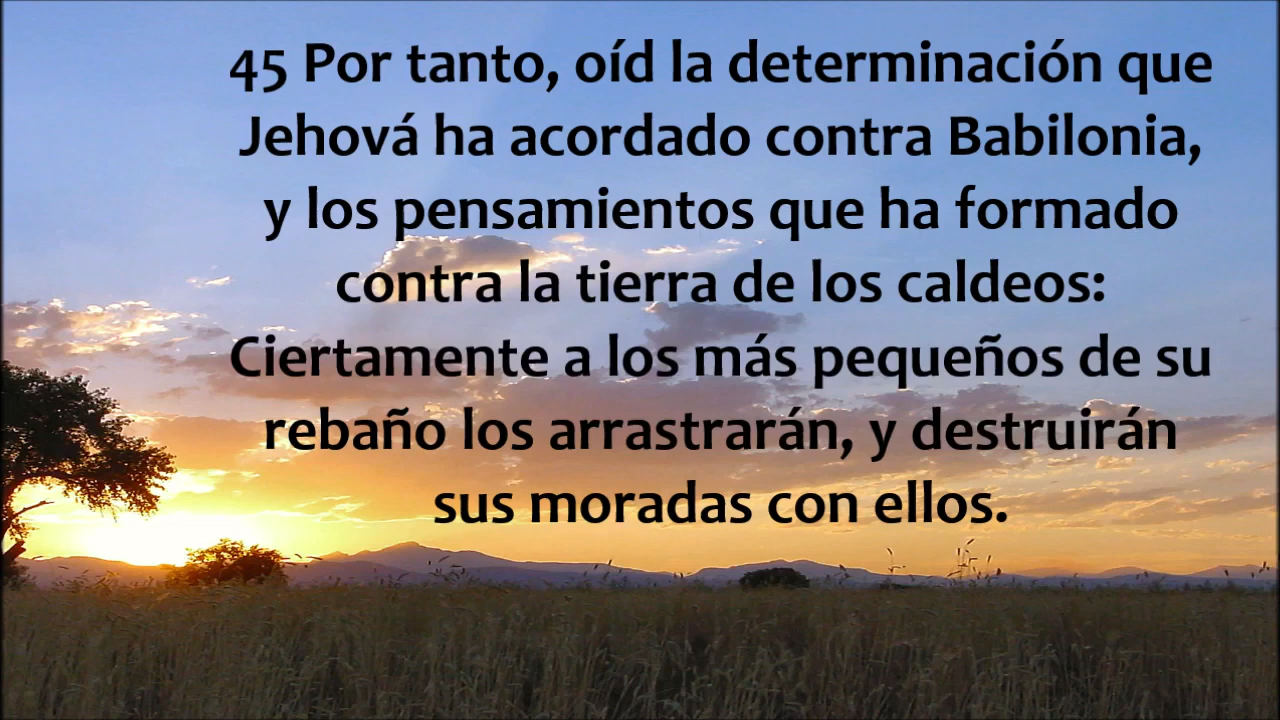 45 Por tanto, oíd la determinación que
Jehová ha acordado contra Babilonia,
y los pensamientos que ha formado
contra la tierra de los caldeos:
Ciertamente a los más pequeños de su
rebaño los arrastrarán, y destruirán
sus moradas con ellos.